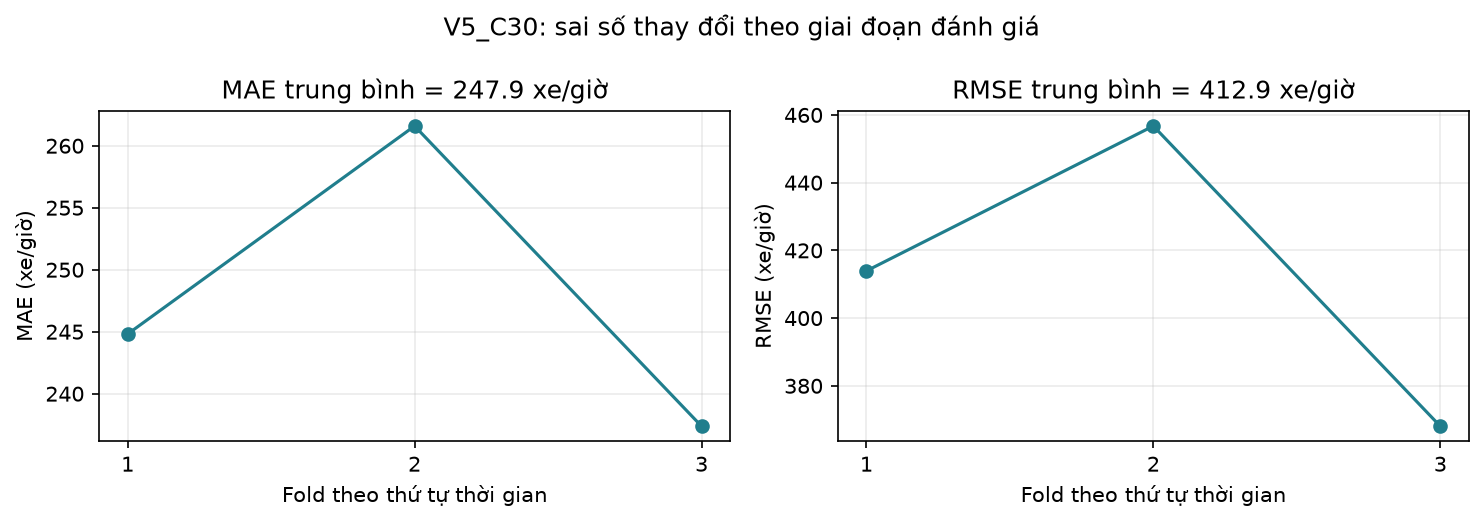 V5_C30: sai số thay đổi theo giai đoạn đánh giá
MAE trung bình = 247.9 xe/giờ
MAE (xe/giờ)
260
255
250
245
240
1 2 3
Fold theo thứ tự thời gian
RMSE trung bình = 412.9 xe/giờ
RMSE (xe/giờ)
460
440
420
400
380
1 2 3
Fold theo thứ tự thời gian